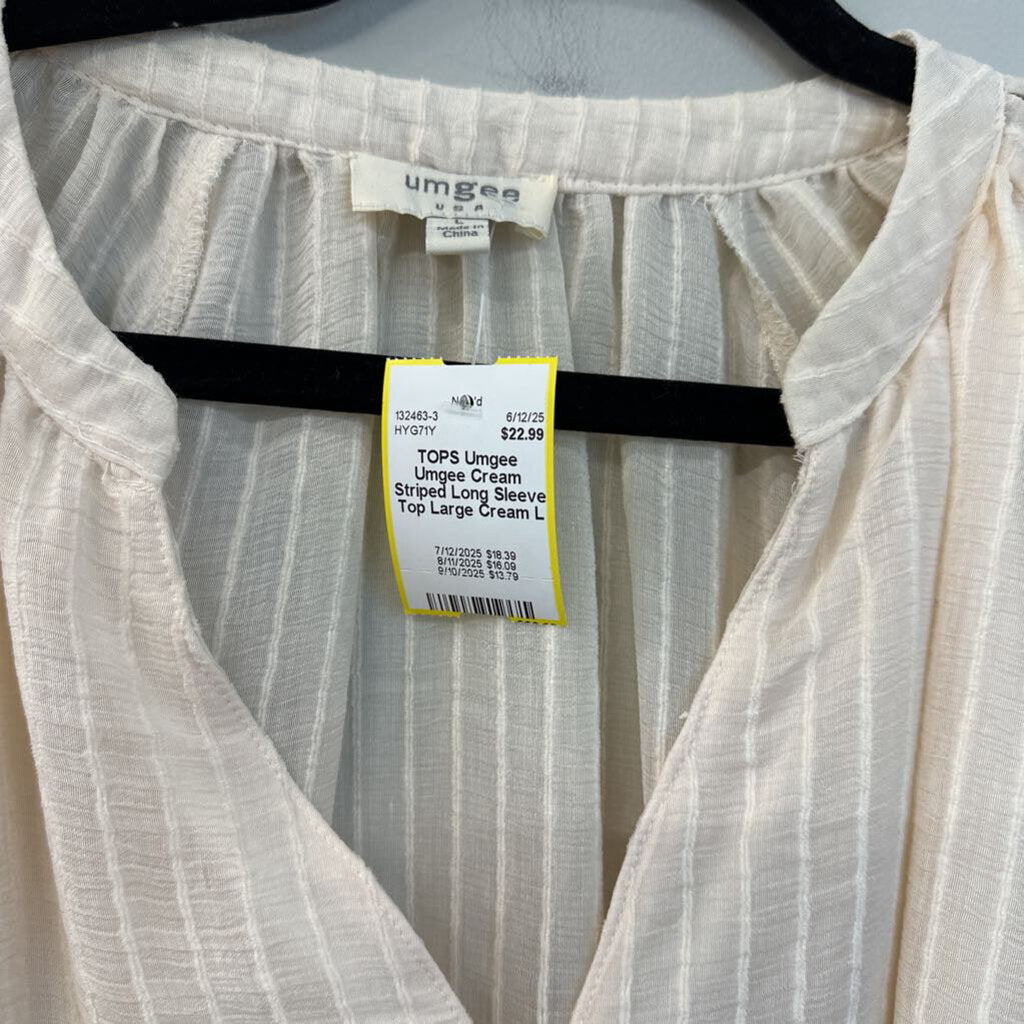 umgee
USA
L
Made in
China
132463-3
6/12/25
HYG71Y
$22.99
TOPS Umgee
Umgee Cream
Striped Long Sleeve
Top Large Cream L
7/12/2025 $18.39
8/11/2025 $16.09
9/10/2025 $13.79